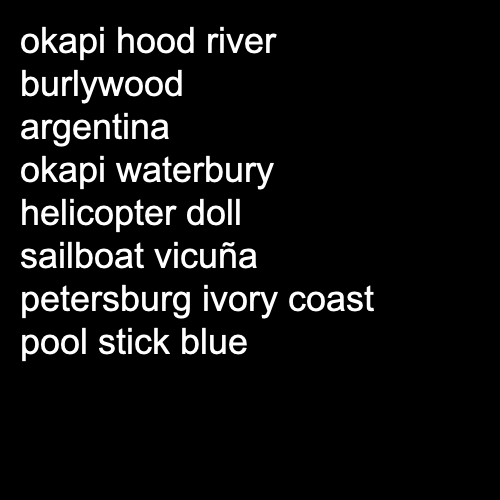 okapi hood river
burlywood
argentina
okapi waterbury
helicopter doll
sailboat vicuña
petersburg ivory coast
pool stick blue